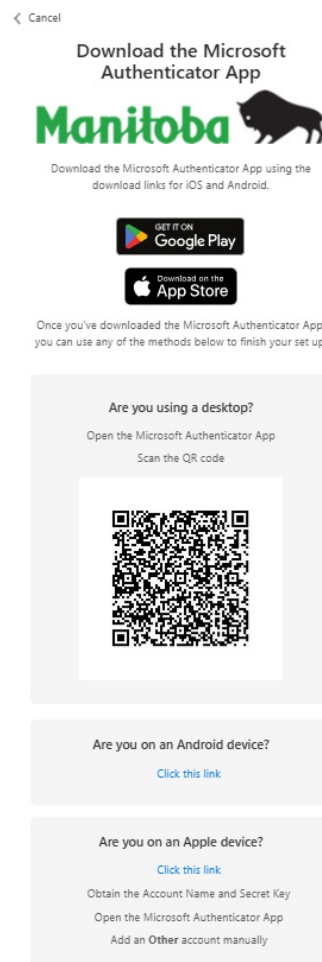 Cancel
Download the Microsoft
Authenticator App
Manitoba
Download the Microsoft Authenticator App using the
download links for iOS and Android.
GET IT ON
Google Play
Download on the
App Store
Once you've downloaded the Microsoft Authenticator App
you can use any of the methods below to finish your set up
Are you using a desktop?
Open the Microsoft Authenticator App
Scan the QR code
Are you on an Android device?
Click this link
Are you on an Apple device?
Click this link
Obtain the Account Name and Secret Key
Open the Microsoft Authenticator App
Add an Other account manually